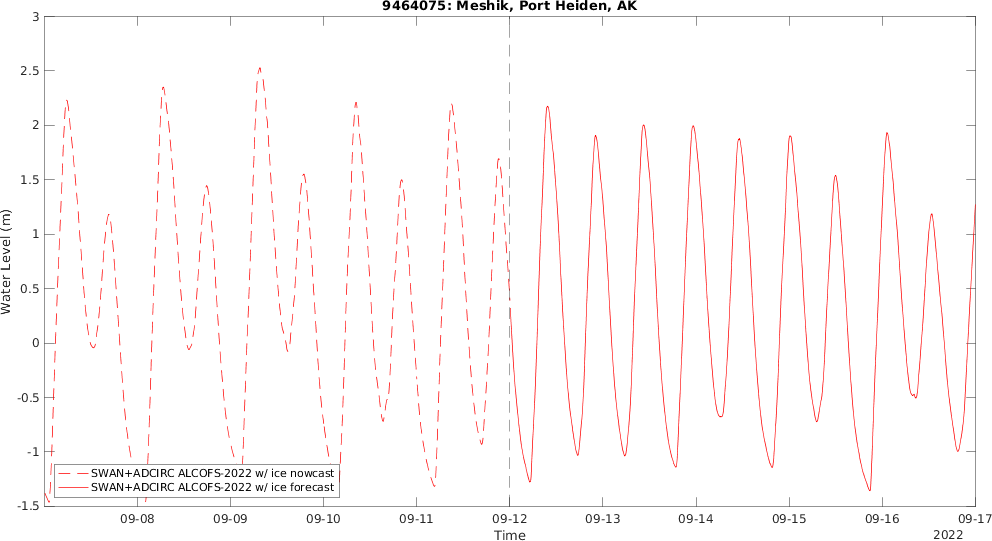 9464075: Meshik, Port Heiden, AK
3
2.5
2
1.5
1
0.5
0
-0.5
-1
-1.5
Water Level (m)
SWAN+ADCIRC ALCOFS-2022 w/ ice nowcast
SWAN+ADCIRC ALCOFS-2022 w/ ice forecast
09-08 09-09 09-10 09-11 09-12 09-13 09-14 09-15 09-16 09-17
Time
2022